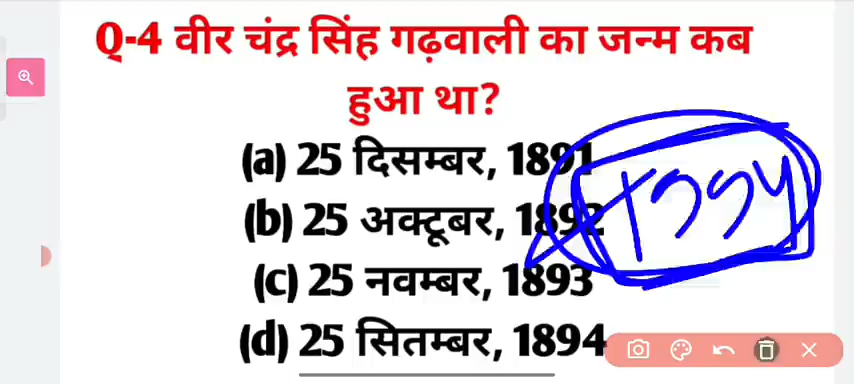 Q-4 वीर चंद्र सिंह गढ़वाली का जन्म कब
हुआ था?
(a) 25 दिसम्बर, 1891
(b) 25 अक्टूबर, 1892
(c) 25 नवम्बर, 1893
(d) 25 सितम्बर, 1894